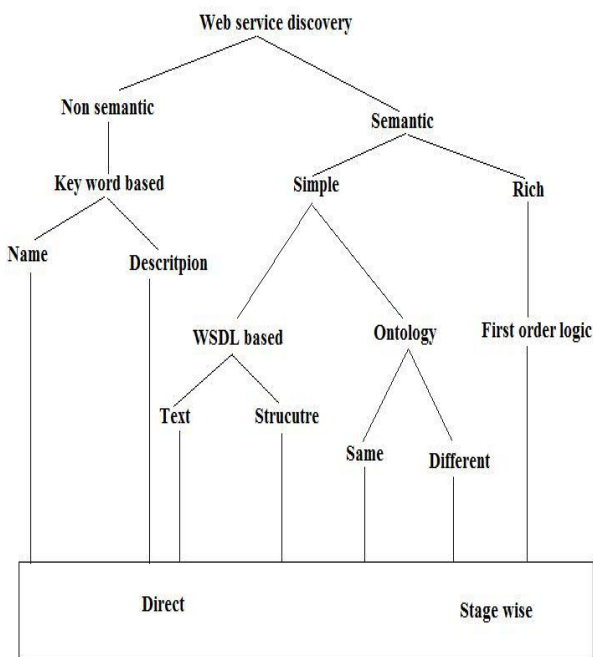 Web service discovery
Non semantic
Semantic
Key word based
Simple
Rich
Name
Descritpion
WSDL based
Ontology
First order logic
Text
Strucutre
Same
Different
Direct
Stage wise